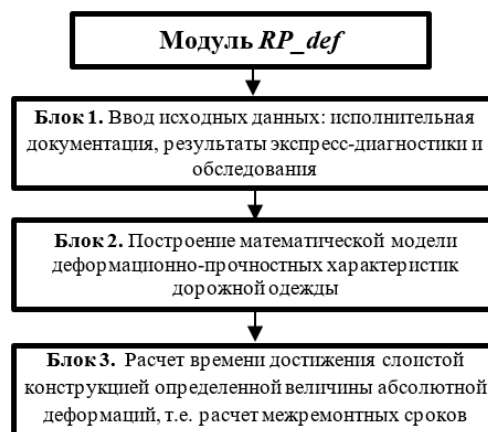 Модуль RP_def
Блок 1. Ввод исходных данных: исполнительная
документация, результаты экспресс-диагностики и
обследования
Блок 2. Построение математической модели
деформационно-прочностных характеристик
дорожной одежды
Блок 3. Расчет времени достижения слоистой
конструкцией определенной величины абсолютной
деформаций, т.е. расчет межремонтных сроков